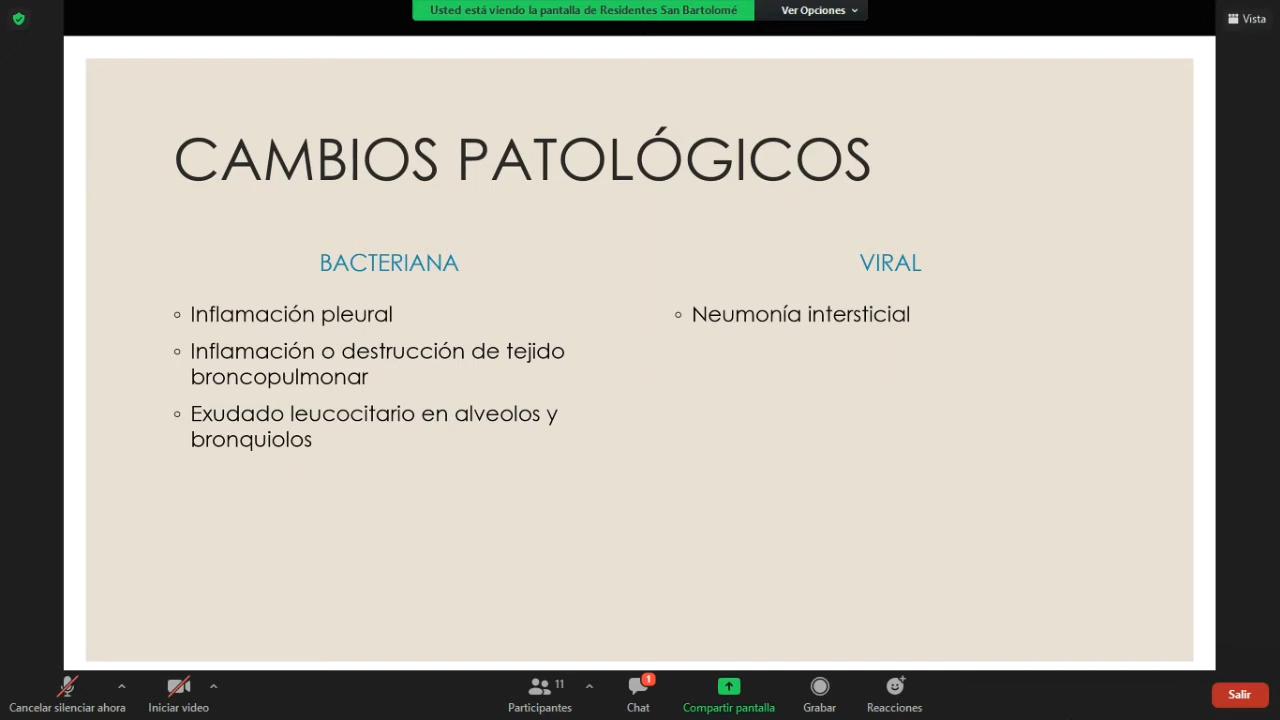 Usted está viendo la pantalla de Residentes San Bartolomé
Ver Opciones
Vista
CAMBIOS PATOLÓGICOS
BACTERIANA
◦ Inflamación pleural
◦ Inflamación o destrucción de tejido
broncopulmonar
◦ Exudado leucocitario en alveolos y
bronquiolos
VIRAL
◦ Neumonía intersticial
Cancelar silenciar ahora
Iniciar video
11
Participantes
1
Chat
Compartir pantalla
Grabar
Reacciones
Salir